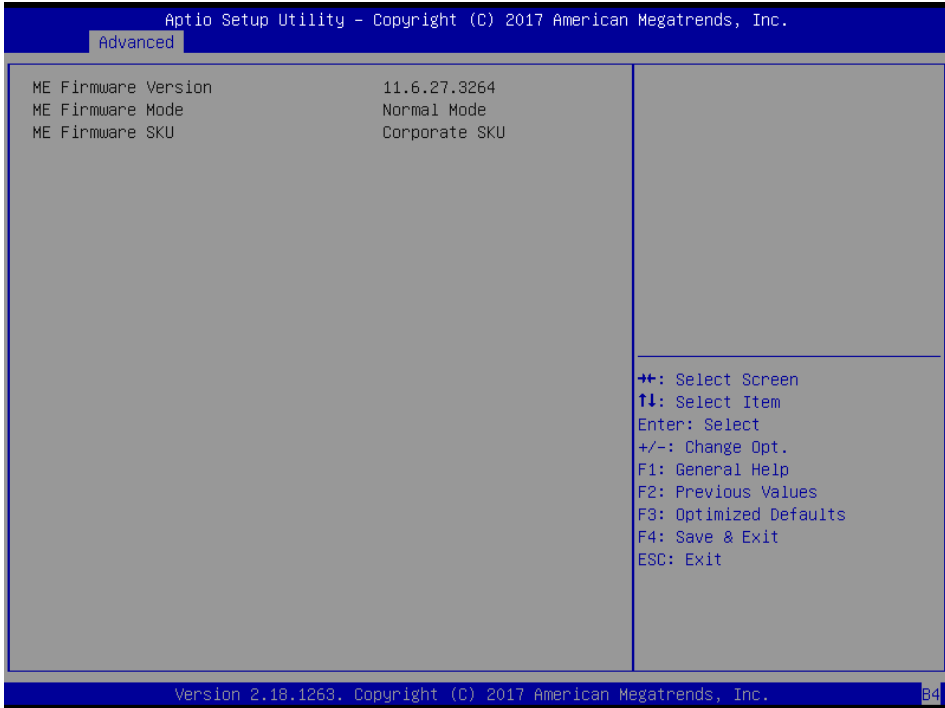 Aptio Setup Utility – Copyright (C) 2017 American Megatrends, Inc.
Advanced
ME Firmware Version 11.6.27.3264
ME Firmware Mode Normal Mode
ME Firmware SKU Corporate SKU
→←: Select Screen
↑↓: Select Item
Enter: Select
+/-: Change Opt.
F1: General Help
F2: Previous Values
F3: Optimized Defaults
F4: Save & Exit
ESC: Exit
Version 2.18.1263. Copyright (C) 2017 American Megatrends, Inc.
B4